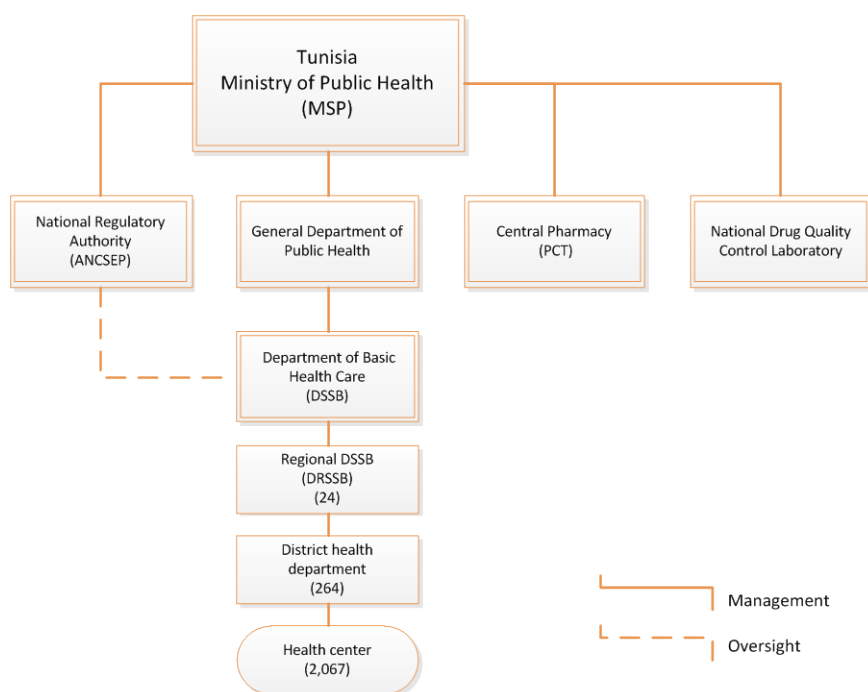 Tunisia
Ministry of Public Health
(MSP)
National Regulatory
Authority
(ANCSEP)
General Department of
Public Health
Central Pharmacy
(PCT)
National Drug Quality
Control Laboratory
Department of Basic
Health Care
(DSSB)
Regional DSSB
(DRSSB)
(24)
District health
department
(264)
Health center
(2,067)
Management
Oversight